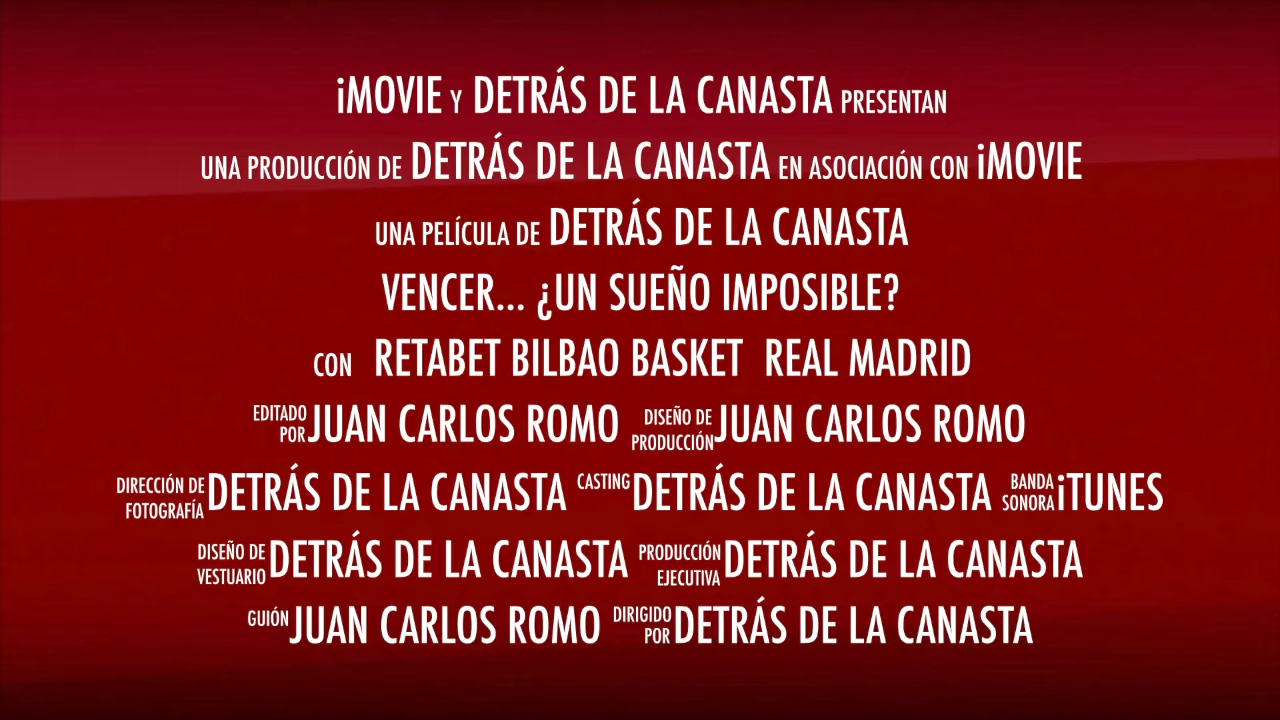 iMOVIE Y DETRÁS DE LA CANASTA PRESENTAN
UNA PRODUCCIÓN DE DETRÁS DE LA CANASTA EN ASOCIACIÓN CON iMOVIE
UNA PELÍCULA DE DETRÁS DE LA CANASTA
VENCER... ¿UN SUEÑO IMPOSIBLE?
CON RETABET BILBAO BASKET REAL MADRID
EDITADO POR JUAN CARLOS ROMO DISEÑO DE PRODUCCIÓN JUAN CARLOS ROMO
DIRECCIÓN DE FOTOGRAFÍA DETRÁS DE LA CANASTA CASTING DETRÁS DE LA CANASTA BANDA SONORA iTUNES
DISEÑO DE VESTUARIO DETRÁS DE LA CANASTA PRODUCCIÓN EJECUTIVA DETRÁS DE LA CANASTA
GUIÓN JUAN CARLOS ROMO DIRIGIDO POR DETRÁS DE LA CANASTA